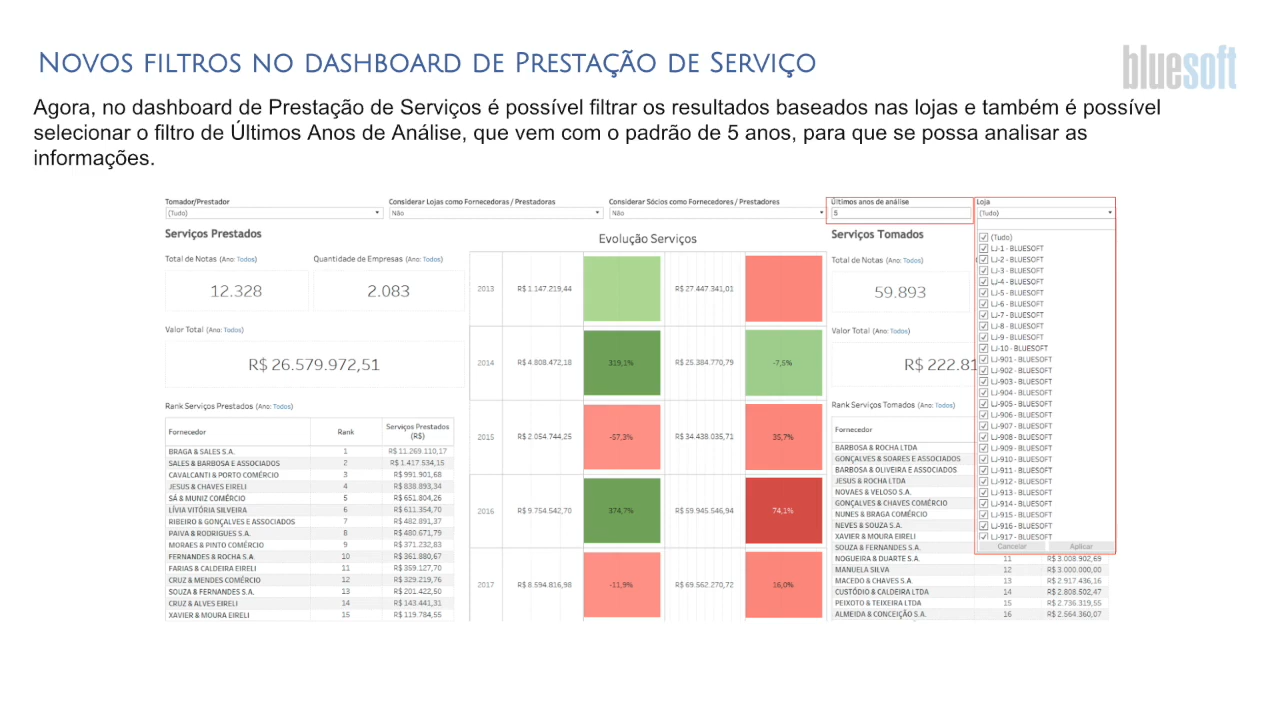 Novos filtros no dashboard de Prestação de Serviço
bluesoft
Agora, no dashboard de Prestação de Serviços é possível filtrar os resultados baseados nas lojas e também é possível
selecionar o filtro de Últimos Anos de Análise, que vem com o padrão de 5 anos, para que se possa analisar as
informações.
Tomador/Prestador
(Tudo)
Considerar Lojas como Fornecedoras / Prestadoras
Não
Considerar Sócios como Fornecedores / Prestadores
Não
Últimos anos de análise
5
Loja
(Tudo)
Serviços Prestados
Total de Notas (Ano: Todos)
12.328
Quantidade de Empresas (Ano: Todos)
2.083
Valor Total (Ano: Todos)
R$ 26.579.972,51
Rank Serviços Prestados (Ano: Todos)
Fornecedor Rank Serviços Prestados
(R$)
BRAGA & SALES S.A. 1 R$ 11.269.110,17
SALES & BARBOSA E ASSOCIADOS 2 R$ 1.417.534,15
CAVALCANTI & PORTO COMÉRCIO 3 R$ 991.901,68
JESUS & CHAVES EIRELI 4 R$ 838.893,34
SÁ & MUNIZ COMÉRCIO 5 R$ 651.804,26
LÍVIA VITÓRIA SILVEIRA 6 R$ 611.354,70
RIBEIRO & GONÇALVES E ASSOCIADOS 7 R$ 482.891,37
PAIVA & RODRIGUES S.A. 8 R$ 480.671,79
MORAES & PINTO COMÉRCIO 9 R$ 371.232,83
FERNANDES & ROCHA S.A. 10 R$ 361.880,67
FARIAS & CALDEIRA EIRELI 11 R$ 359.127,70
CRUZ & MENDES COMÉRCIO 12 R$ 329.219,76
SOUZA & FERNANDES S.A. 13 R$ 201.422,50
CRUZ & ALVES EIRELI 14 R$ 143.441,31
XAVIER & MOURA EIRELI 15 R$ 119.784,55
Evolução Serviços
2013 R$ 1.147.219,44 R$ 27.447.341,01
2014 R$ 4.808.472,18 319,1% R$ 25.384.770,79 -7,5%
2015 R$ 2.054.744,25 -57,3% R$ 34.438.035,71 35,7%
2016 R$ 9.754.542,70 374,7% R$ 59.945.546,94 74,1%
2017 R$ 8.594.816,98 -11,9% R$ 69.562.270,72 16,0%
Serviços Tomados
Total de Notas (Ano: Todos)
59.893
Valor Total (Ano: Todos)
R$ 222.81
Rank Serviços Tomados (Ano: Todos)
Fornecedor
BARBOSA & ROCHA LTDA
GONÇALVES & SOARES E ASSOCIADOS
BARBOSA & OLIVEIRA E ASSOCIADOS
JESUS & ROCHA LTDA
NOVAES & VELOSO S.A.
GONÇALVES & CHAVES COMÉRCIO
NUNES & BRAGA COMÉRCIO
NEVES & SOUZA S.A.
XAVIER & MOURA EIRELI
SOUZA & FERNANDES S.A.
NOGUEIRA & DUARTE S.A. 11 R$ 3.008.902,69
MANUELA SILVA 12 R$ 3.000.000,00
MACEDO & CHAVES S.A. 13 R$ 2.917.436,16
CUSTÓDIO & CALDEIRA LTDA 14 R$ 2.808.502,47
PEIXOTO & TEIXEIRA LTDA 15 R$ 2.736.319,55
ALMEIDA & CONCEIÇÃO S.A. 16 R$ 2.564.360,07
(Tudo)
LJ-1 - BLUESOFT
LJ-2 - BLUESOFT
LJ-3 - BLUESOFT
LJ-4 - BLUESOFT
LJ-5 - BLUESOFT
LJ-6 - BLUESOFT
LJ-7 - BLUESOFT
LJ-8 - BLUESOFT
LJ-9 - BLUESOFT
LJ-10 - BLUESOFT
LJ-901 - BLUESOFT
LJ-902 - BLUESOFT
LJ-903 - BLUESOFT
LJ-904 - BLUESOFT
LJ-905 - BLUESOFT
LJ-906 - BLUESOFT
LJ-907 - BLUESOFT
LJ-908 - BLUESOFT
LJ-909 - BLUESOFT
LJ-910 - BLUESOFT
LJ-911 - BLUESOFT
LJ-912 - BLUESOFT
LJ-913 - BLUESOFT
LJ-914 - BLUESOFT
LJ-915 - BLUESOFT
LJ-916 - BLUESOFT
LJ-917 - BLUESOFT
Cancelar Aplicar